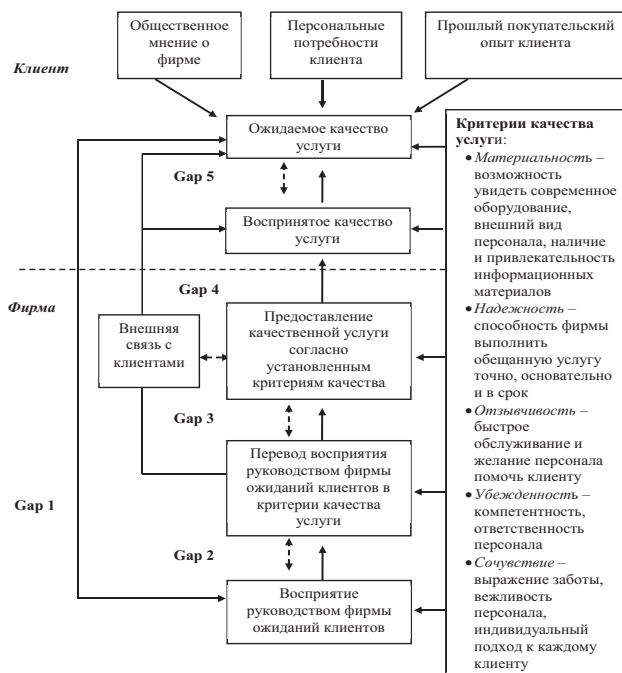 Общественное
мнение о
фирме
Персональные
потребности
клиента
Прошлый покупательский
опыт клиента
Клиент
Ожидаемое качество
услуги
Gap 5
Воспринятое качество
услуги
Gap 4
Фирма
Предоставление
качественной услуги
согласно
установленным
критериям качества
Внешняя
связь с
клиентами
Gap 3
Перевод восприятия
руководством фирмы
ожиданий клиентов в
критерии качества
услуги
Gap 1
Gap 2
Восприятие
руководством фирмы
ожиданий клиентов
Критерии качества
услуги:
• Материальность –
возможность
увидеть современное
оборудование,
внешний вид
персонала, наличие
и привлекательность
информационных
материалов
• Надежность –
способность фирмы
выполнить
обещанную услугу
точно, основательно
и в срок
• Отзывчивость –
быстрое
обслуживание и
желание персонала
помочь клиенту
• Убежденность –
компетентность,
ответственность
персонала
• Сочувствие –
выражение заботы,
вежливость
персонала,
индивидуальный
подход к каждому
клиенту